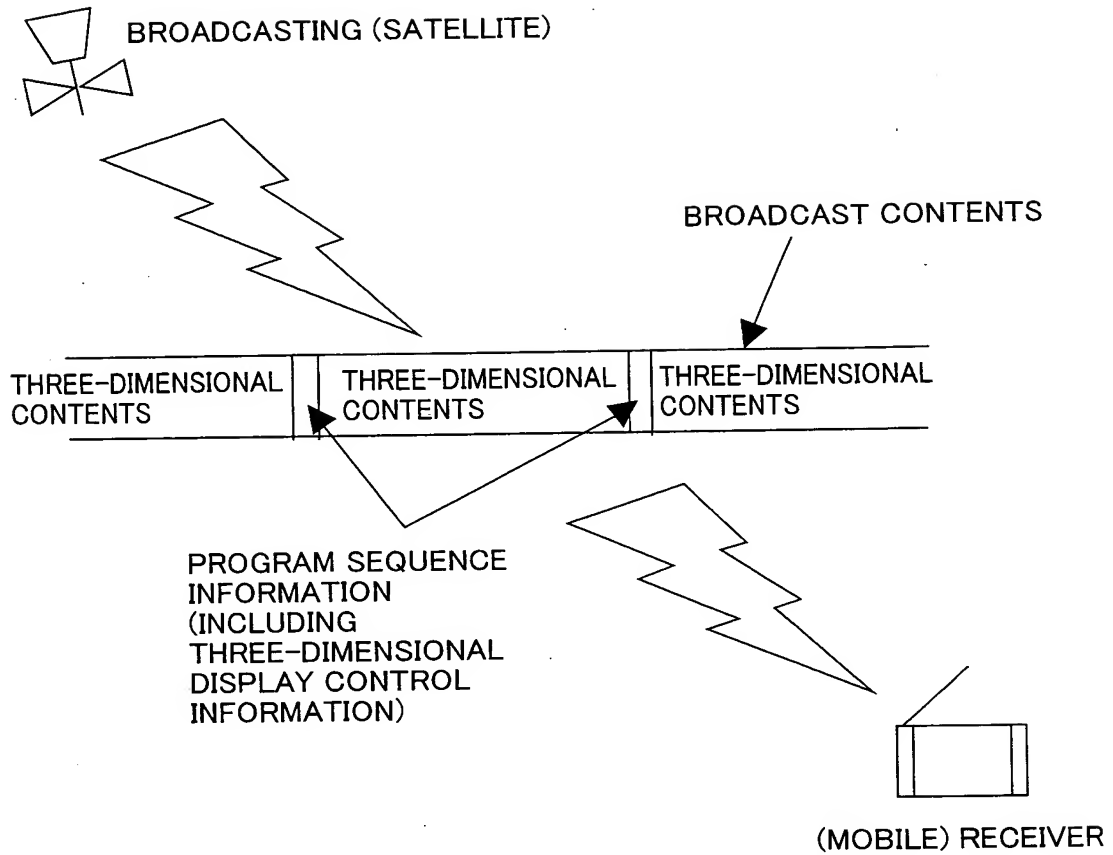 BROADCASTING (SATELLITE)
BROADCAST CONTENTS
THREE-DIMENSIONAL
CONTENTS
THREE-DIMENSIONAL
CONTENTS
THREE-DIMENSIONAL
CONTENTS
PROGRAM SEQUENCE
INFORMATION
(INCLUDING
THREE-DIMENSIONAL
DISPLAY CONTROL
INFORMATION)
(MOBILE) RECEIVER